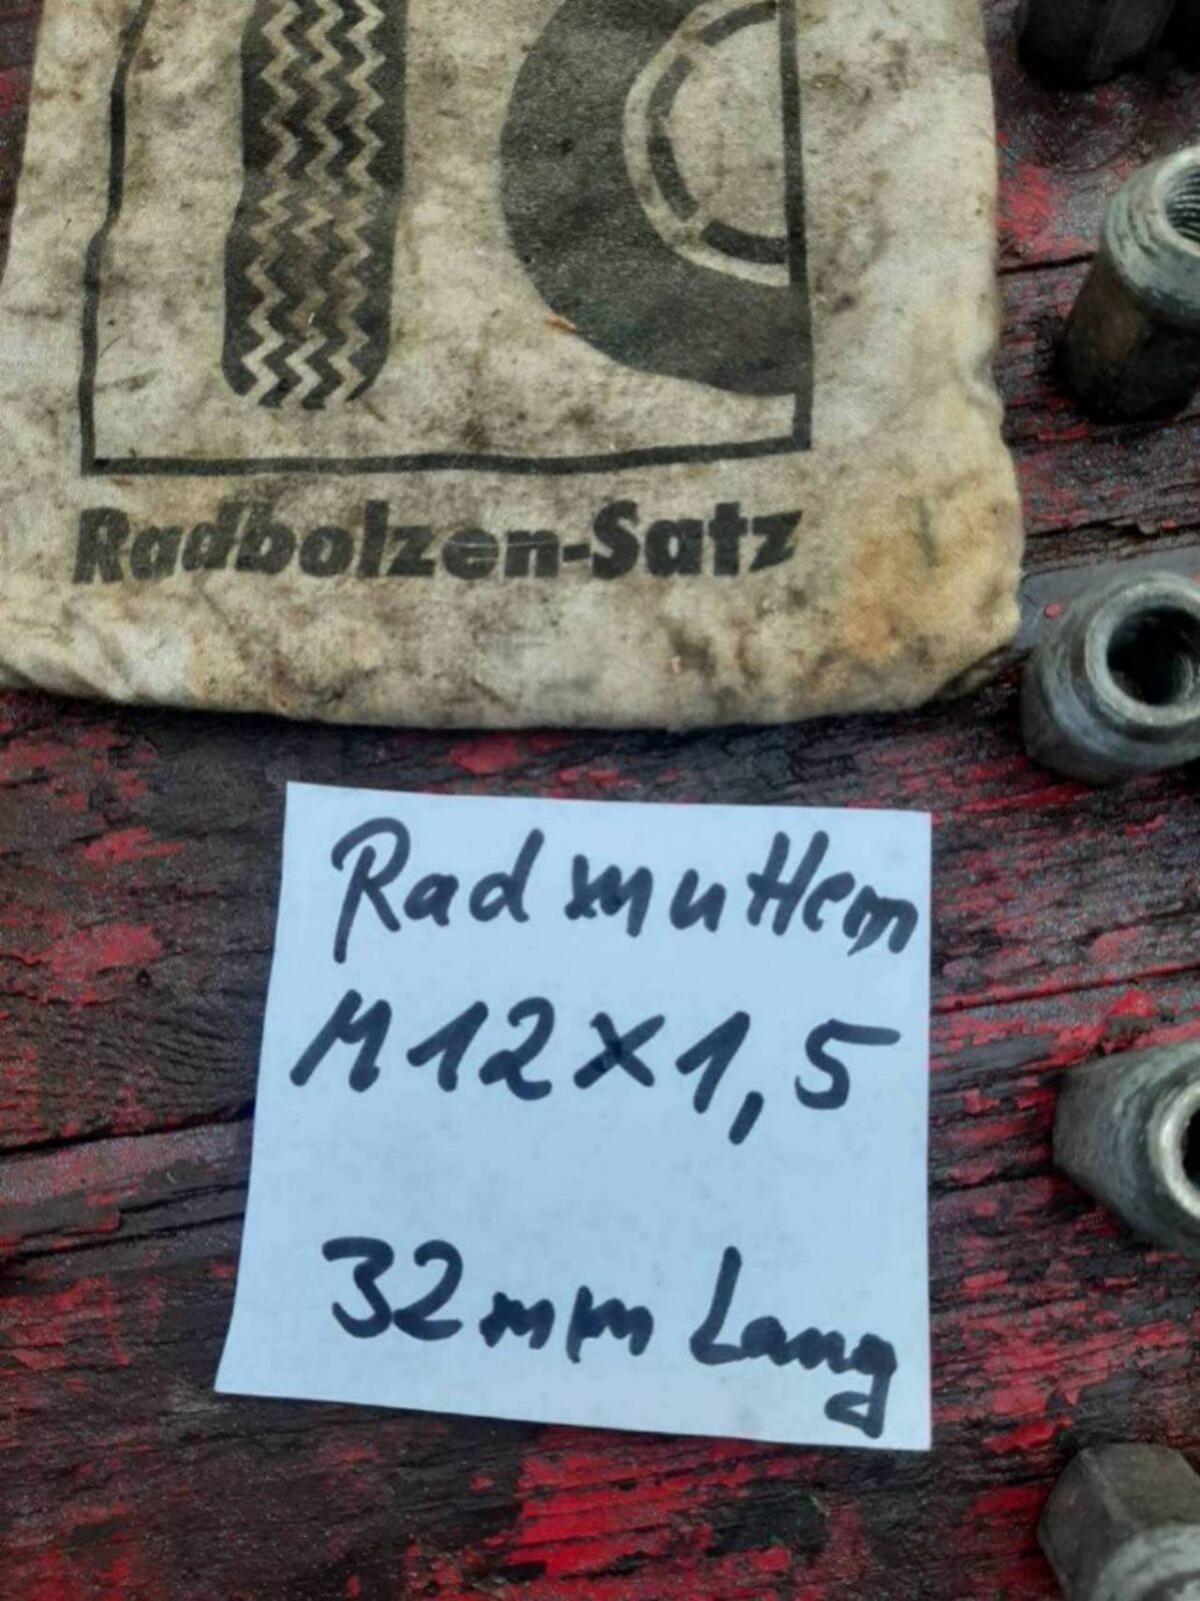 Radbolzen-Satz
Radmuttern
M12x1,5
32mm Lang